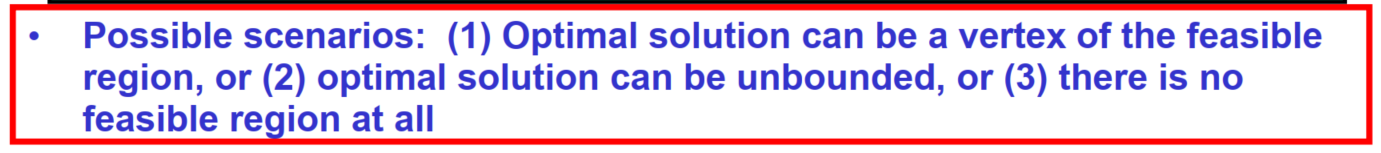 • Possible scenarios: (1) Optimal solution can be a vertex of the feasible
region, or (2) optimal solution can be unbounded, or (3) there is no
feasible region at all